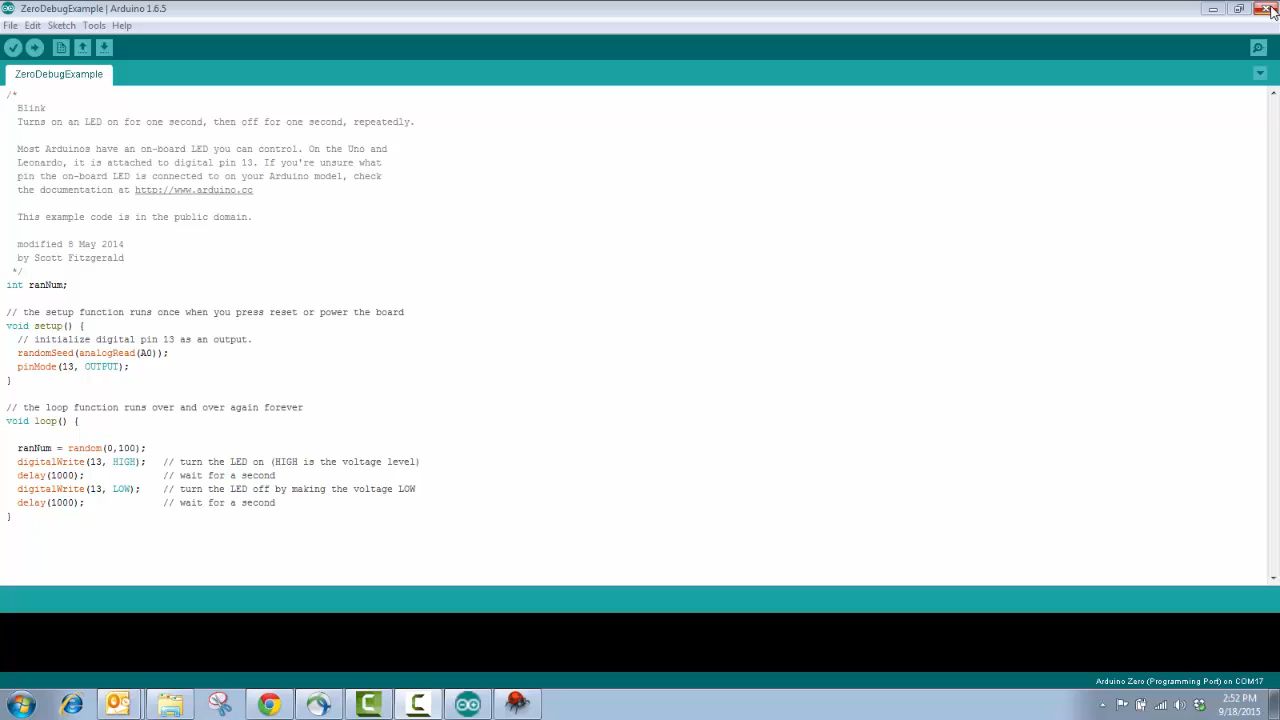 ZeroDebugExample | Arduino 1.6.5
File Edit Sketch Tools Help
ZeroDebugExample
/*
Blink
Turns on an LED on for one second, then off for one second, repeatedly.
Most Arduinos have an on-board LED you can control. On the Uno and
Leonardo, it is attached to digital pin 13. If you're unsure what
pin the on-board LED is connected to on your Arduino model, check
the documentation at http://www.arduino.cc
This example code is in the public domain.
modified 8 May 2014
by Scott Fitzgerald
*/
int ranNum;
// the setup function runs once when you press reset or power the board
void setup() {
// initialize digital pin 13 as an output.
randomSeed(analogRead(A0));
pinMode(13, OUTPUT);
}
// the loop function runs over and over again forever
void loop() {
ranNum = random(0,100);
digitalWrite(13, HIGH); // turn the LED on (HIGH is the voltage level)
delay(1000); // wait for a second
digitalWrite(13, LOW); // turn the LED off by making the voltage LOW
delay(1000); // wait for a second
}
Arduino Zero (Programming Port) on COM17
2:52 PM
9/18/2015